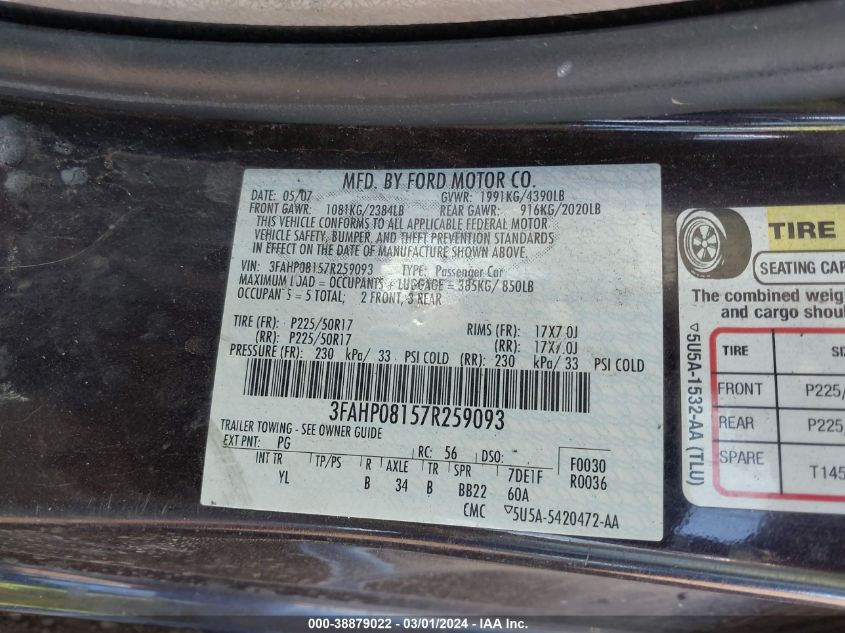 MFD. BY FORD MOTOR CO.
DATE: 05/07 GVWR: 1991KG/4390LB
FRONT GAWR: 1081KG/2384LB REAR GAWR: 916KG/2020LB
THIS VEHICLE CONFORMS TO ALL APPLICABLE FEDERAL MOTOR
VEHICLE SAFETY, BUMPER, AND THEFT PREVENTION STANDARDS
IN EFFECT ON THE DATE OF MANUFACTURE SHOWN ABOVE.
VIN: 3FAHP08157R259093 TYPE: Passenger Car
MAXIMUM LOAD = OCCUPANTS + LUGGAGE = 385KG/ 850LB
OCCUPANTS = 5 TOTAL; 2 FRONT, 3 REAR
TIRE (FR): P225/50R17 RIMS (FR): 17X7.0J
(RR): P225/50R17 (RR): 17X7.0J
PRESSURE (FR): 230 kPa/ 33 PSI COLD (RR): 230 kPa/ 33 PSI COLD
3FAHP08157R259093
TRAILER TOWING - SEE OWNER GUIDE
EXT PNT: PG RC: 56 DSO: F0030
R0036
INT TR TP/PS R AXLE TR SPR 7DE1F
YL B 34 B BB22 60A
CMC ▽5U5A-5420472-AA
▽5U5A-1532-AA (TLU)
TIRE
SEATING CAP
The combined weig
and cargo shou
TIRE SI
FRONT P225/
REAR P225
SPARE T145
000-38879022 - 03/01/2024 - IAA Inc.